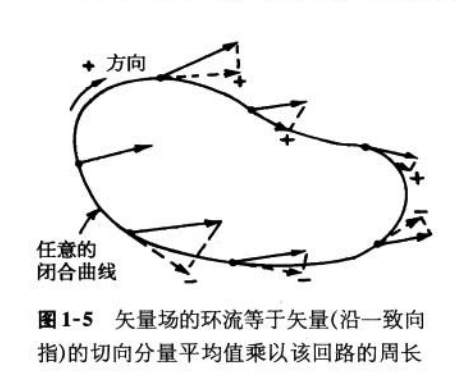 + 方向
+
+
+
-
-
-
任意的
闭合曲线
图1-5 矢量场的环流等于矢量(沿一致向
指)的切向分量平均值乘以该回路的周长